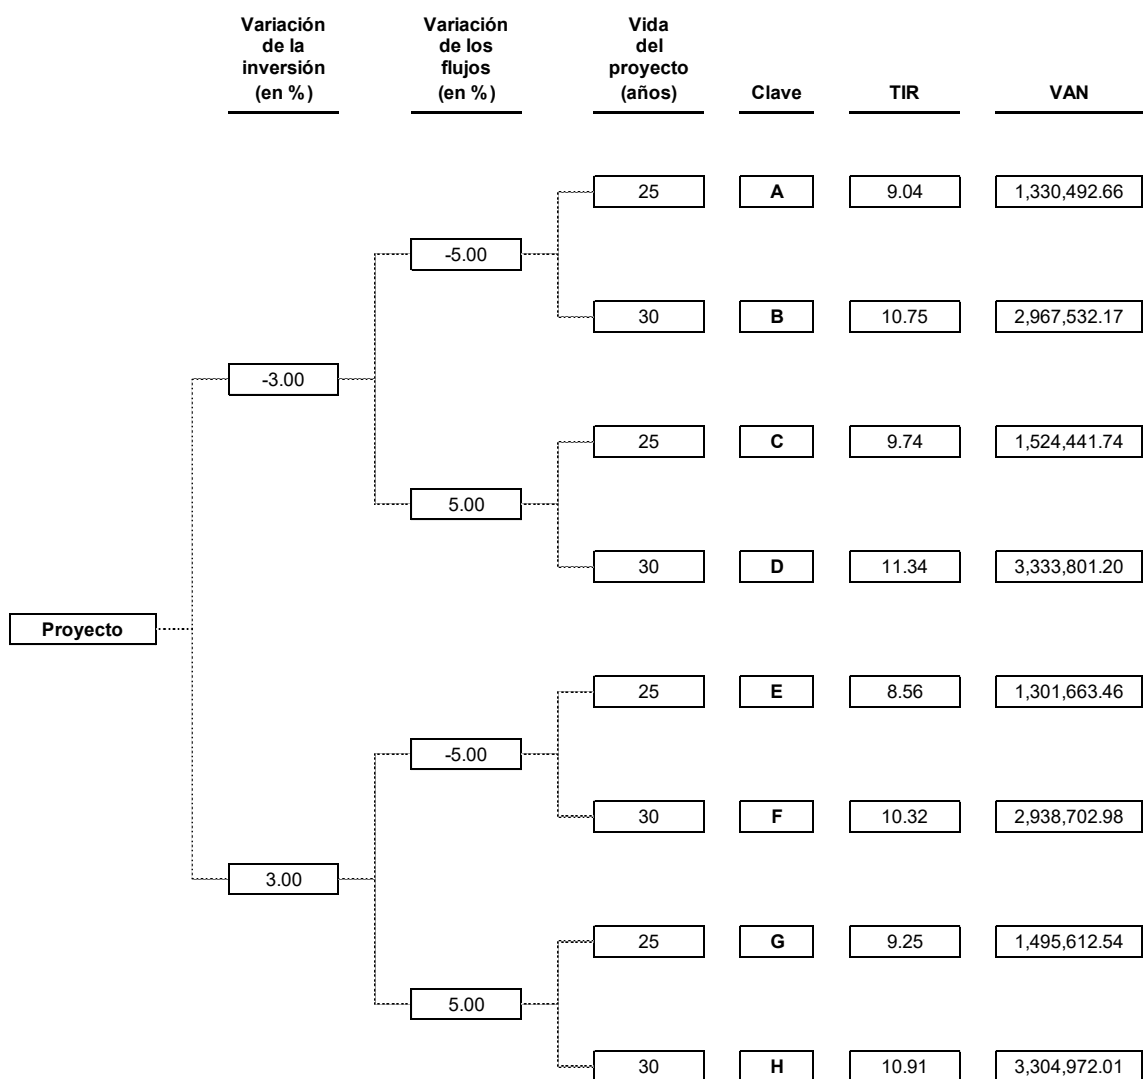 Variación de la inversión (en %)
Variación de los flujos (en %)
Vida del proyecto (años)
Clave
TIR
VAN
25 A 9.04 1,330,492.66
-5.00
30 B 10.75 2,967,532.17
-3.00
25 C 9.74 1,524,441.74
5.00
30 D 11.34 3,333,801.20
Proyecto
25 E 8.56 1,301,663.46
-5.00
30 F 10.32 2,938,702.98
3.00
25 G 9.25 1,495,612.54
5.00
30 H 10.91 3,304,972.01